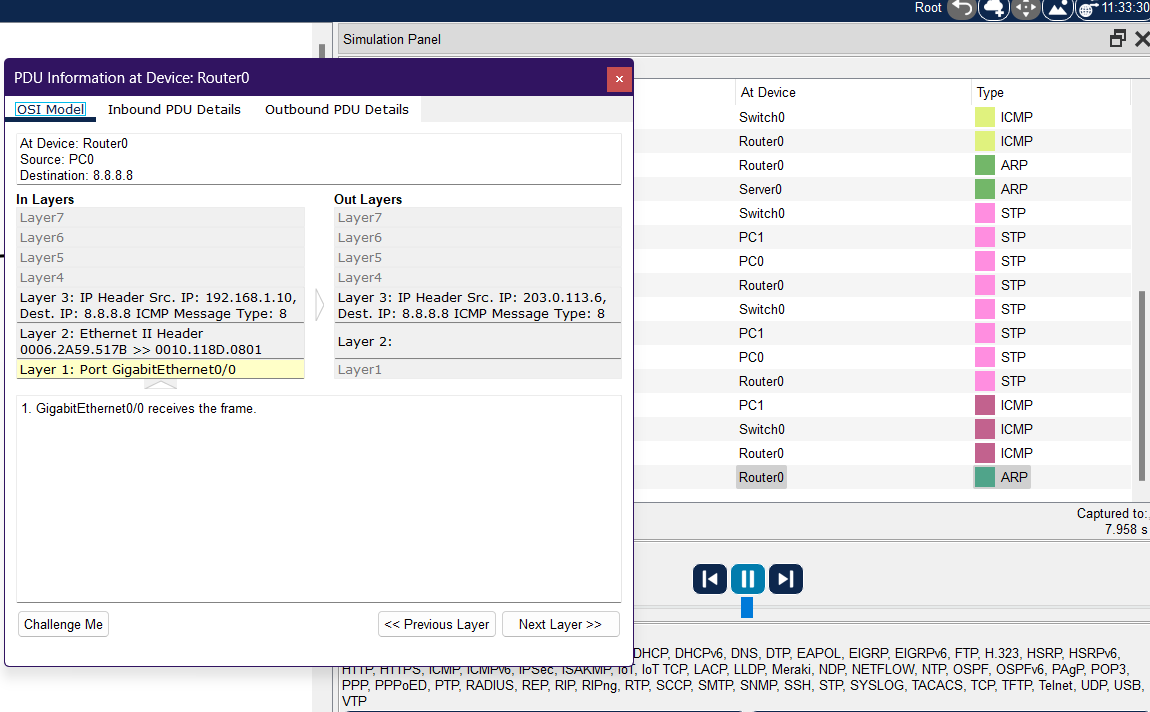 Root
11:33:30
Simulation Panel
PDU Information at Device: Router0
OSI Model
Inbound PDU Details
Outbound PDU Details
At Device: Router0
Source: PC0
Destination: 8.8.8.8
In Layers
Out Layers
Layer7
Layer7
Layer6
Layer6
Layer5
Layer5
Layer4
Layer4
Layer 3: IP Header Src. IP: 192.168.1.10,
Dest. IP: 8.8.8.8 ICMP Message Type: 8
Layer 3: IP Header Src. IP: 203.0.113.6,
Dest. IP: 8.8.8.8 ICMP Message Type: 8
Layer 2: Ethernet II Header
0006.2A59.517B >> 0010.118D.0801
Layer 2:
Layer 1: Port GigabitEthernet0/0
Layer1
1. GigabitEthernet0/0 receives the frame.
Challenge Me
<< Previous Layer
Next Layer >>
At Device
Type
Switch0 ICMP
Router0 ICMP
Router0 ARP
Server0 ARP
Switch0 STP
PC1 STP
PC0 STP
Router0 STP
Switch0 STP
PC1 STP
PC0 STP
Router0 STP
PC1 ICMP
Switch0 ICMP
Router0 ICMP
Router0 ARP
Captured to:
7.958 s
DHCP, DHCPv6, DNS, DTP, EAPOL, EIGRP, EIGRPv6, FTP, H.323, HSRP, HSRPv6,
HTTP, HTTPS, ICMP, ICMPv6, IPSec, ISAKMP, IoT, IoT TCP, LACP, LLDP, Meraki, NDP, NETFLOW, NTP, OSPF, OSPFv6, PAgP, POP3,
PPP, PPPoED, PTP, RADIUS, REP, RIP, RIPng, RTP, SCCP, SMTP, SNMP, SSH, STP, SYSLOG, TACACS, TCP, TFTP, Telnet, UDP, USB,
VTP